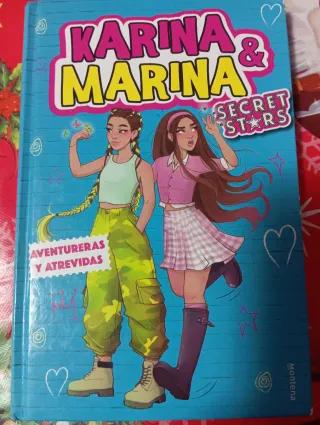 KARINA &
MARINA
SECRET
STARS
AVENTURERAS
Y ATREVIDAS
Montena